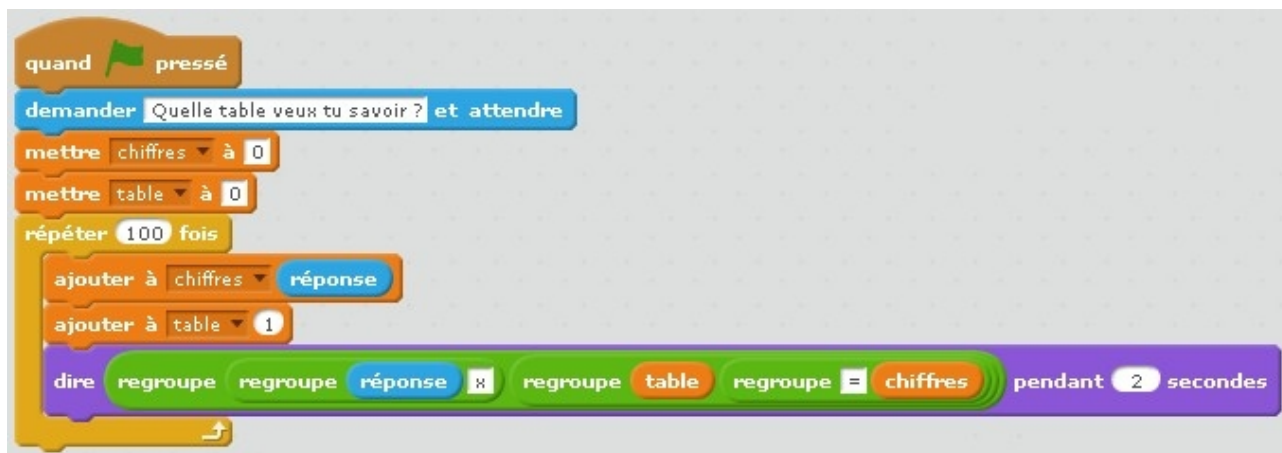 quand pressé
demander Quelle table veux tu savoir ? et attendre
mettre chiffres à 0
mettre table à 0
répéter 100 fois
ajouter à chiffres réponse
ajouter à table 1
dire regroupe regroupe réponse x regroupe table regroupe = chiffres pendant 2 secondes